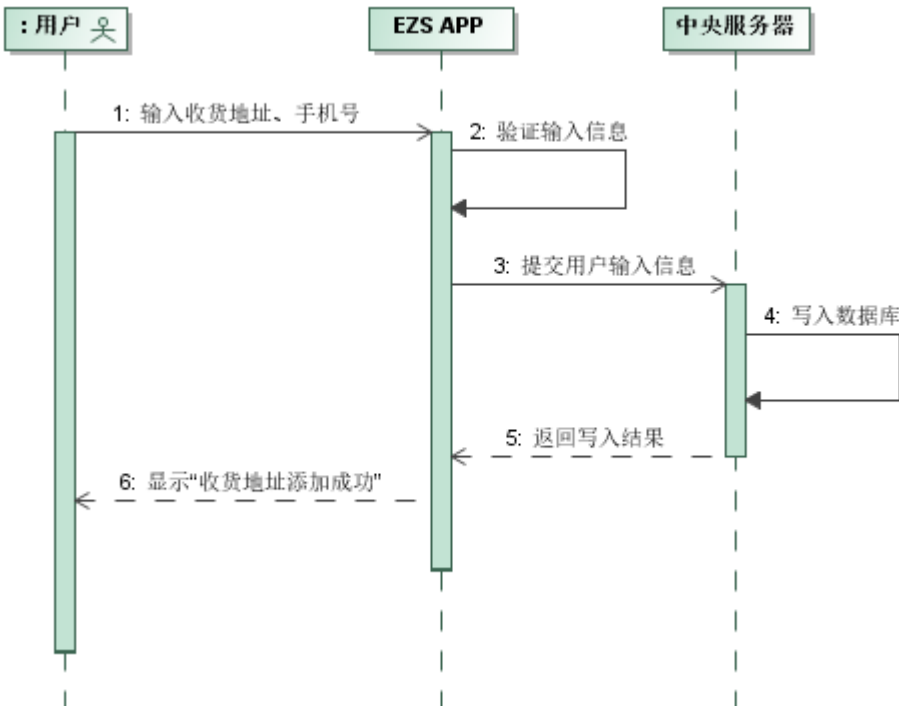 : 用户
EZS APP
中央服务器
1: 输入收货地址、手机号
2: 验证输入信息
3: 提交用户输入信息
4: 写入数据库
5: 返回写入结果
6: 显示“收货地址添加成功”